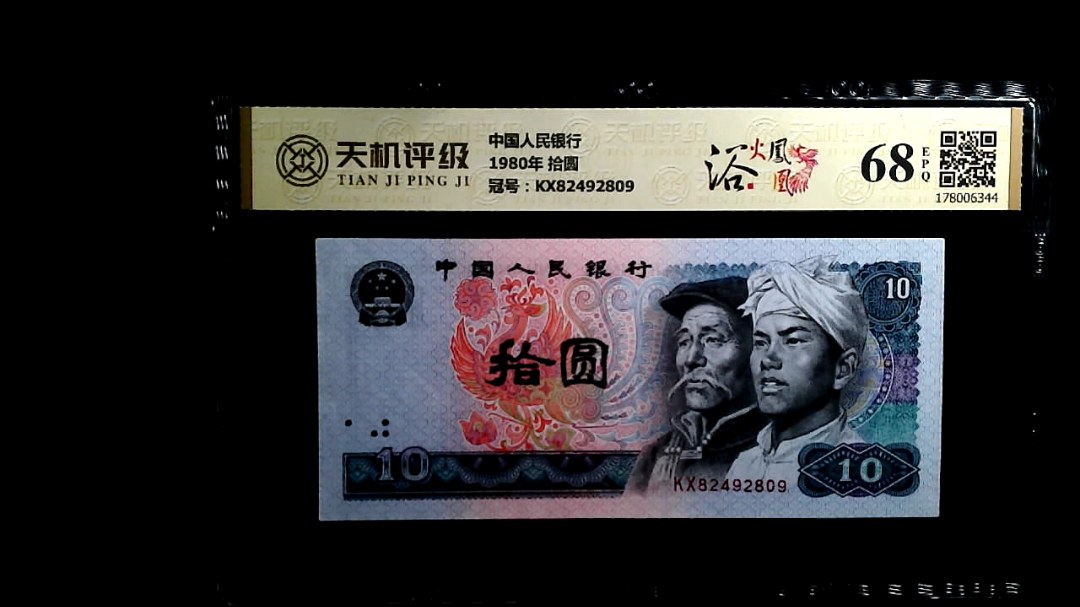 天机评级
TIAN JI PING JI
中国人民银行
1980年 拾圆
冠号：KX82492809
浴火凤凰
68
EPQ
178006344
中国人民银行
10
拾圆
10
KX82492809
10